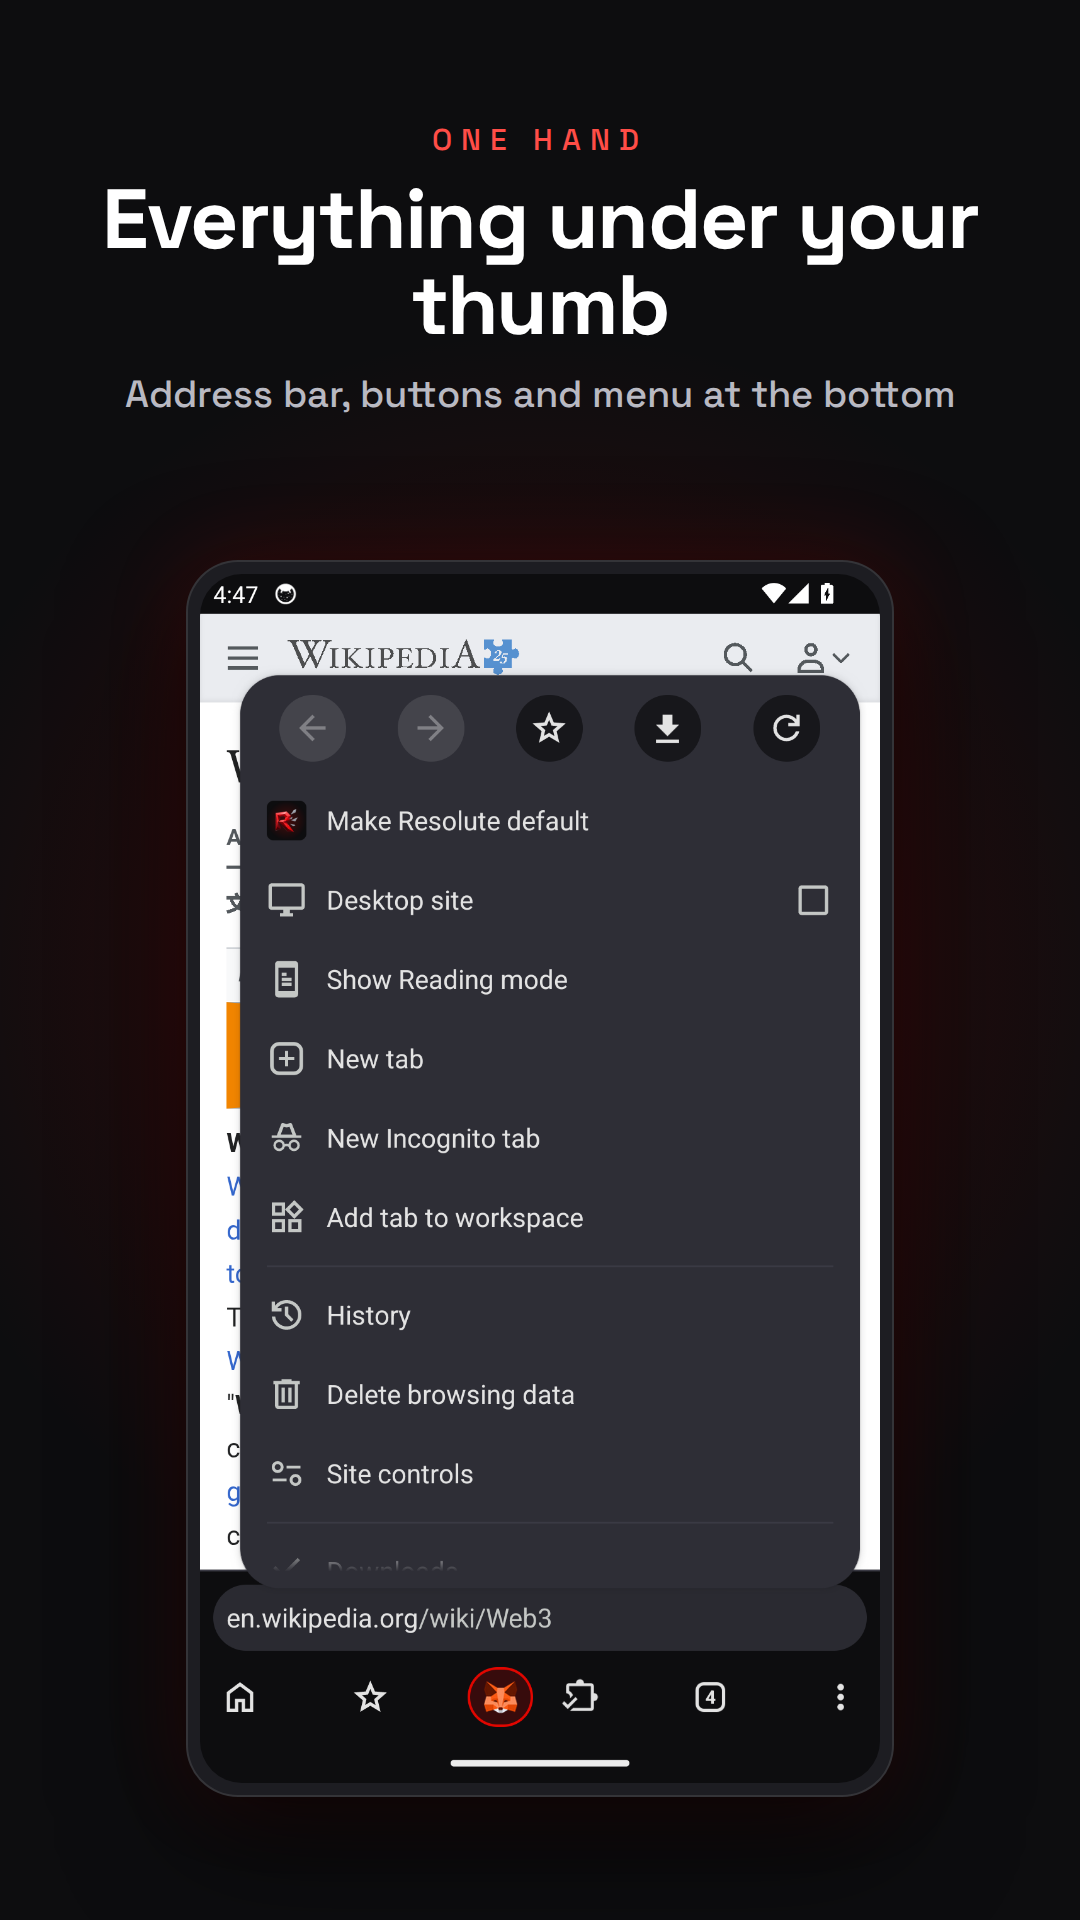 ONE HAND
Everything under your
thumb
Address bar, buttons and menu at the bottom
4:47
WIKIPEDIA 25
Make Resolute default
Desktop site
Show Reading mode
New tab
New Incognito tab
Add tab to workspace
History
Delete browsing data
Site controls
Downloads
en.wikipedia.org/wiki/Web3
4